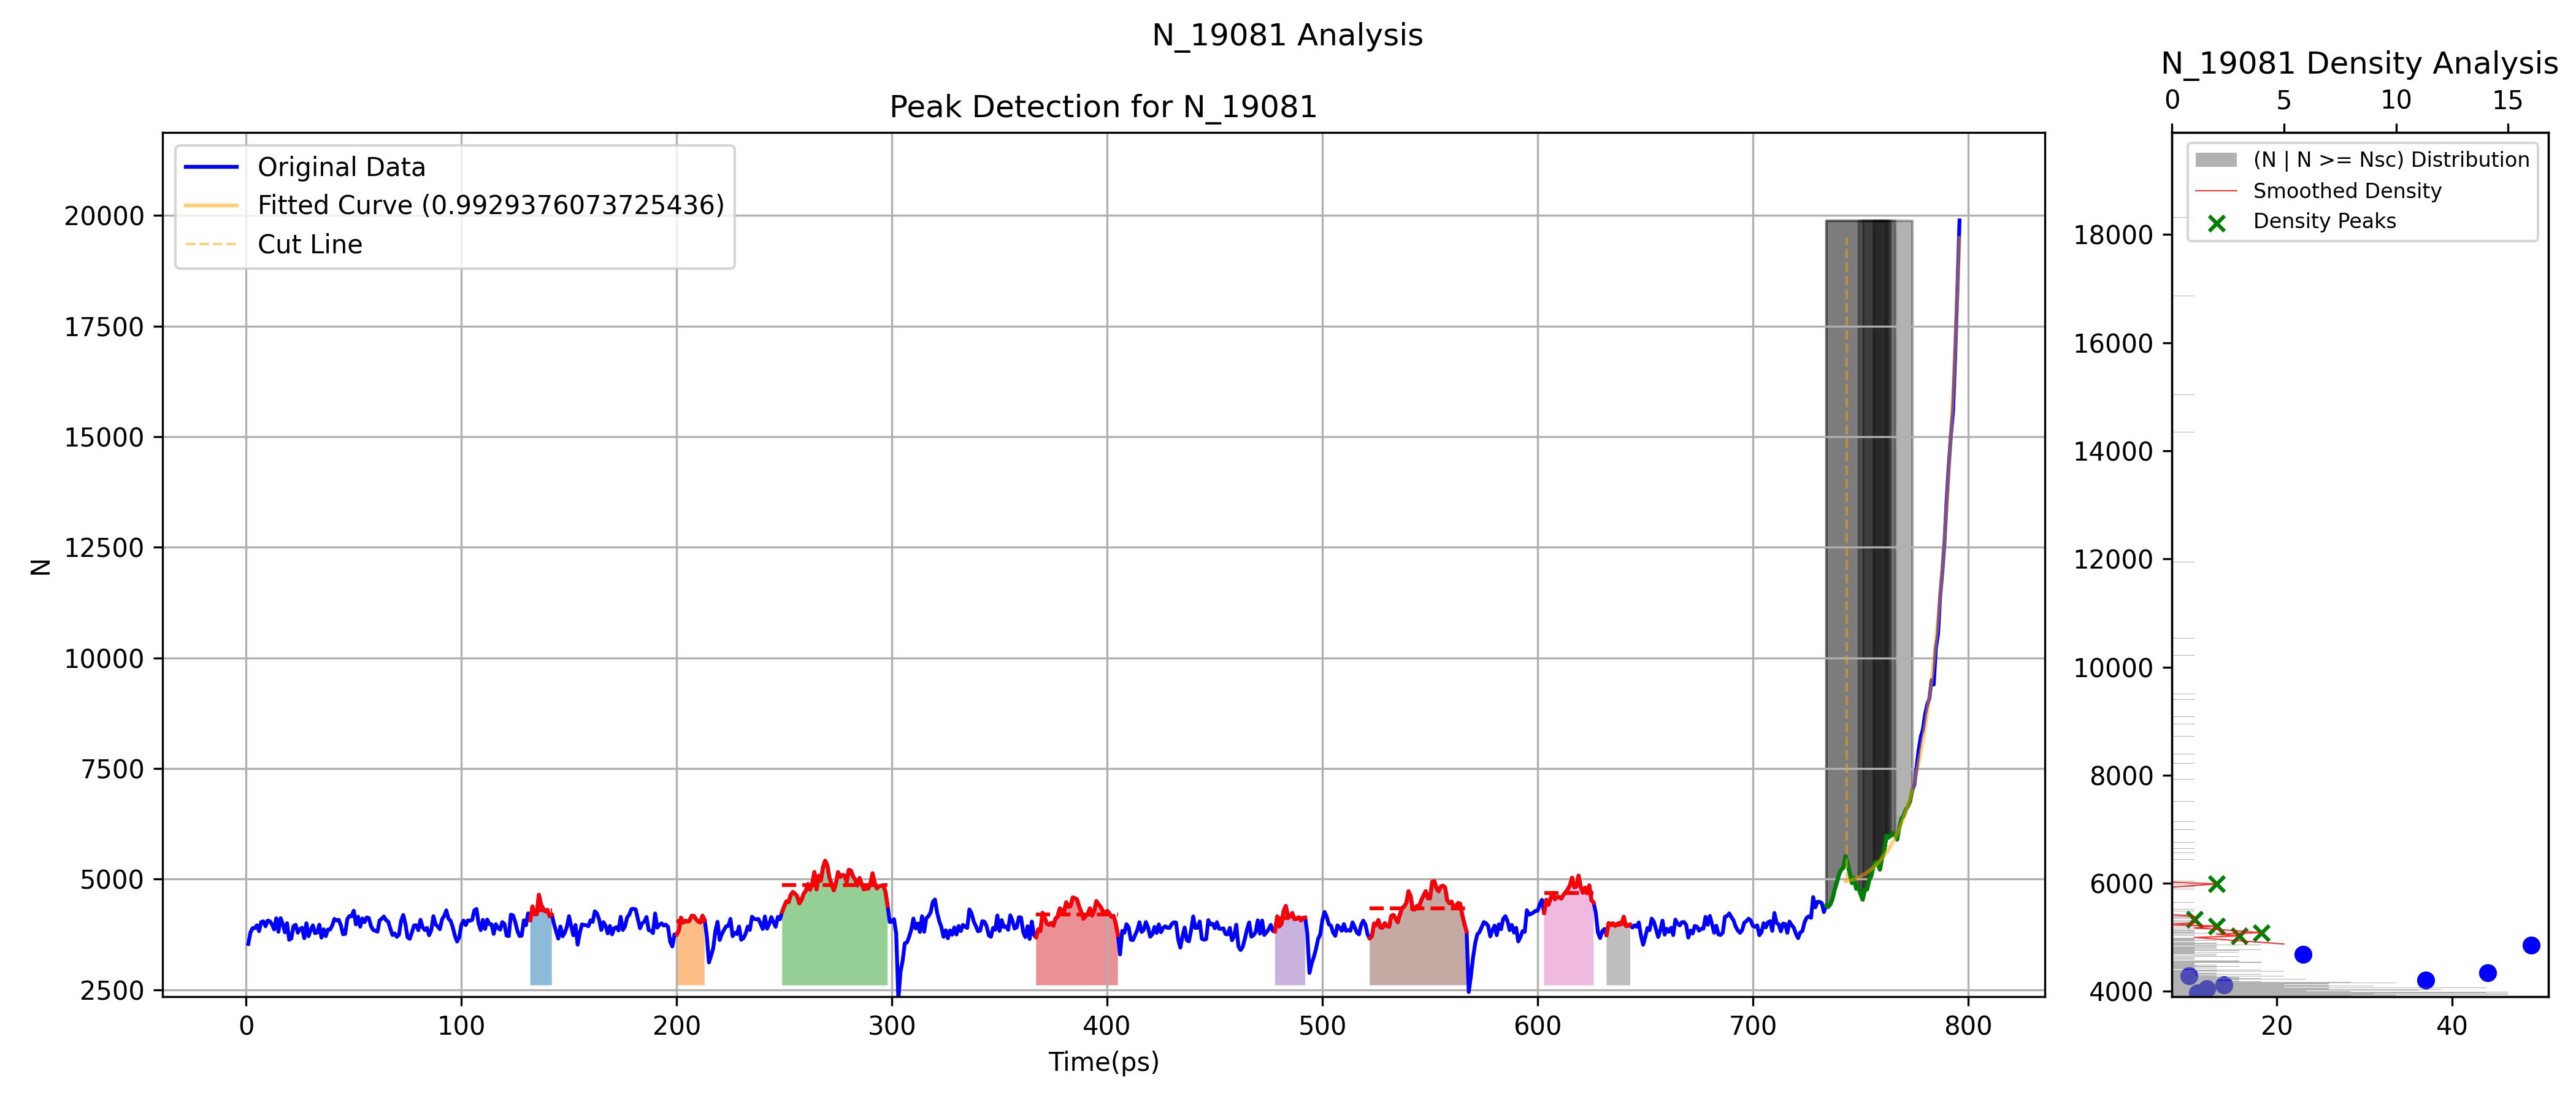 N_19081 Analysis
Peak Detection for N_19081
Original Data
Fitted Curve (0.9929376073725436)
Cut Line
N
20000
17500
15000
12500
10000
7500
5000
2500
0 100 200 300 400 500 600 700 800
Time(ps)
N_19081 Density Analysis
0 5 10 15
(N | N >= Nsc) Distribution
Smoothed Density
Density Peaks
18000
16000
14000
12000
10000
8000
6000
4000
20 40